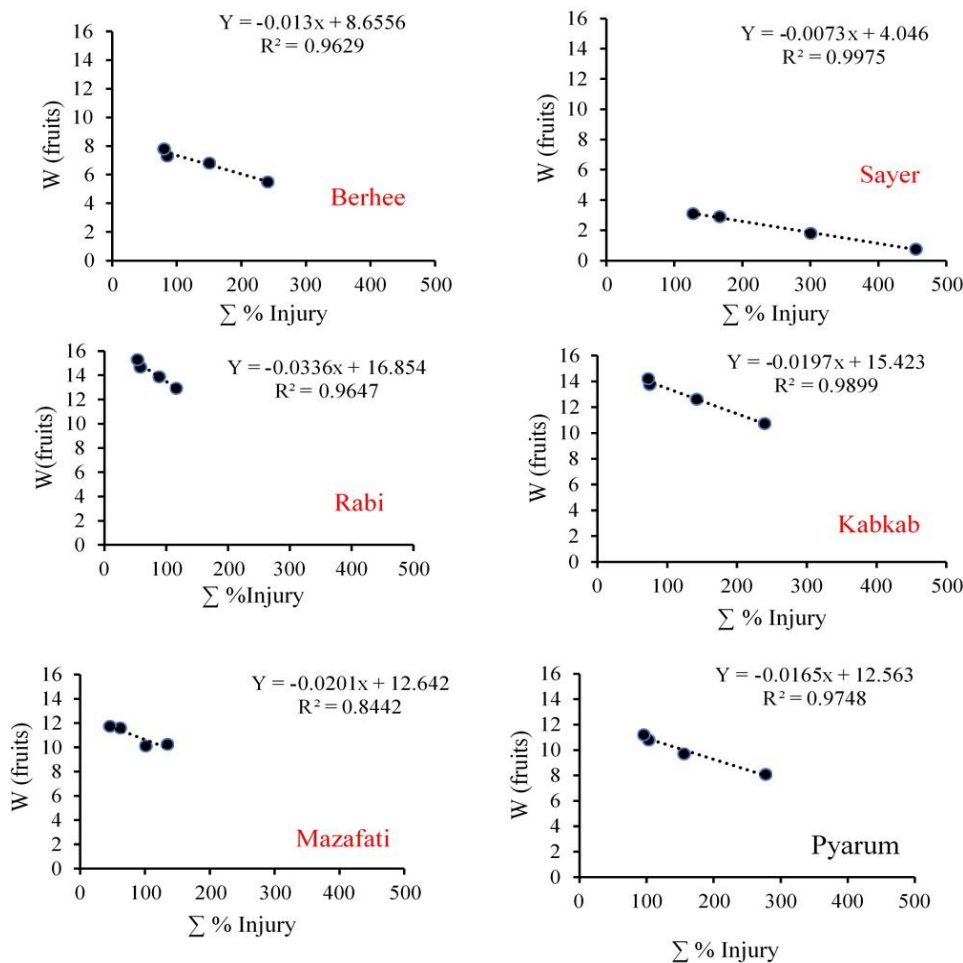 Y = -0.013x + 8.6556
R² = 0.9629
W (fruits)
16
14
12
10
8
6
4
2
0
Berhee
0 100 200 300 400 500
∑ % Injury
Y = -0.0073x + 4.046
R² = 0.9975
W (fruits)
16
14
12
10
8
6
4
2
0
Sayer
0 100 200 300 400 500
∑ % Injury
Y = -0.0336x + 16.854
R² = 0.9647
W(fruits)
16
14
12
10
8
6
4
2
0
Rabi
0 100 200 300 400 500
∑ %Injury
Y = -0.0197x + 15.423
R² = 0.9899
W (fruits)
16
14
12
10
8
6
4
2
0
Kabkab
0 100 200 300 400 500
∑ % Injury
Y = -0.0201x + 12.642
R² = 0.8442
W (fruits)
16
14
12
10
8
6
4
2
0
Mazafati
0 100 200 300 400 500
∑ % Injury
Y = -0.0165x + 12.563
R² = 0.9748
W (fruits)
16
14
12
10
8
6
4
2
0
Pyarum
0 100 200 300 400 500
∑ % Injury